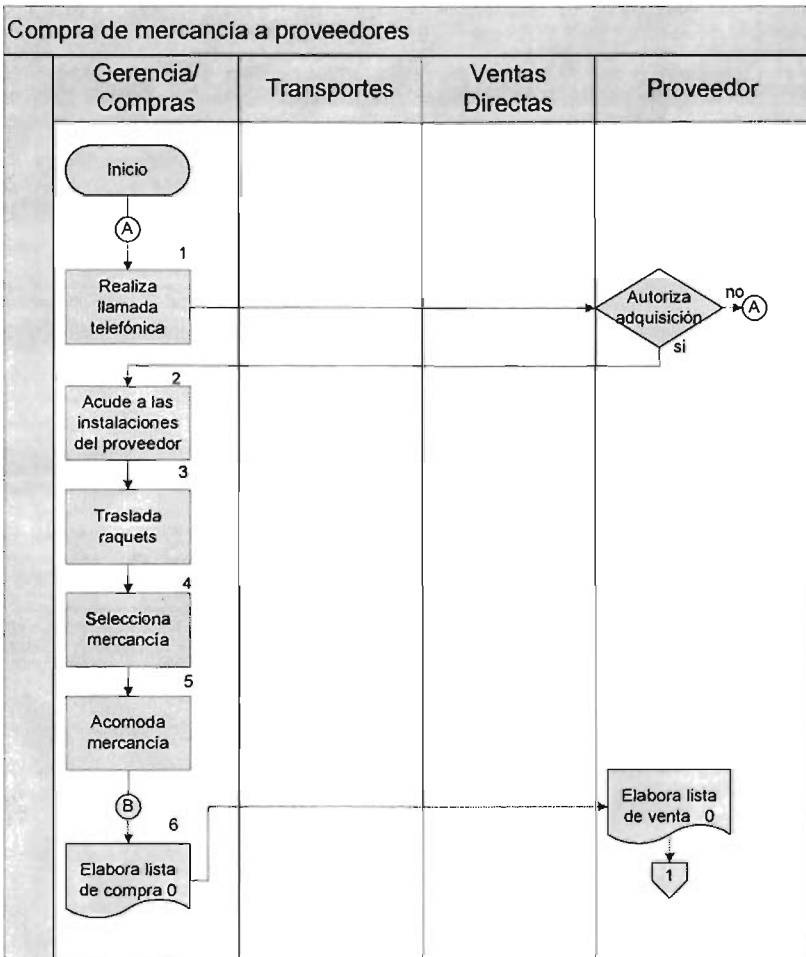 Compra de mercancía a proveedores
Gerencia/
Compras
Transportes
Ventas
Directas
Proveedor
Inicio
A
1
Realiza
llamada
telefónica
Autoriza
adquisición
no
A
si
2
Acude a las
instalaciones
del proveedor
3
Traslada
raquets
4
Selecciona
mercancía
5
Acomoda
mercancía
B
6
Elabora lista
de compra 0
Elabora lista
de venta 0
1